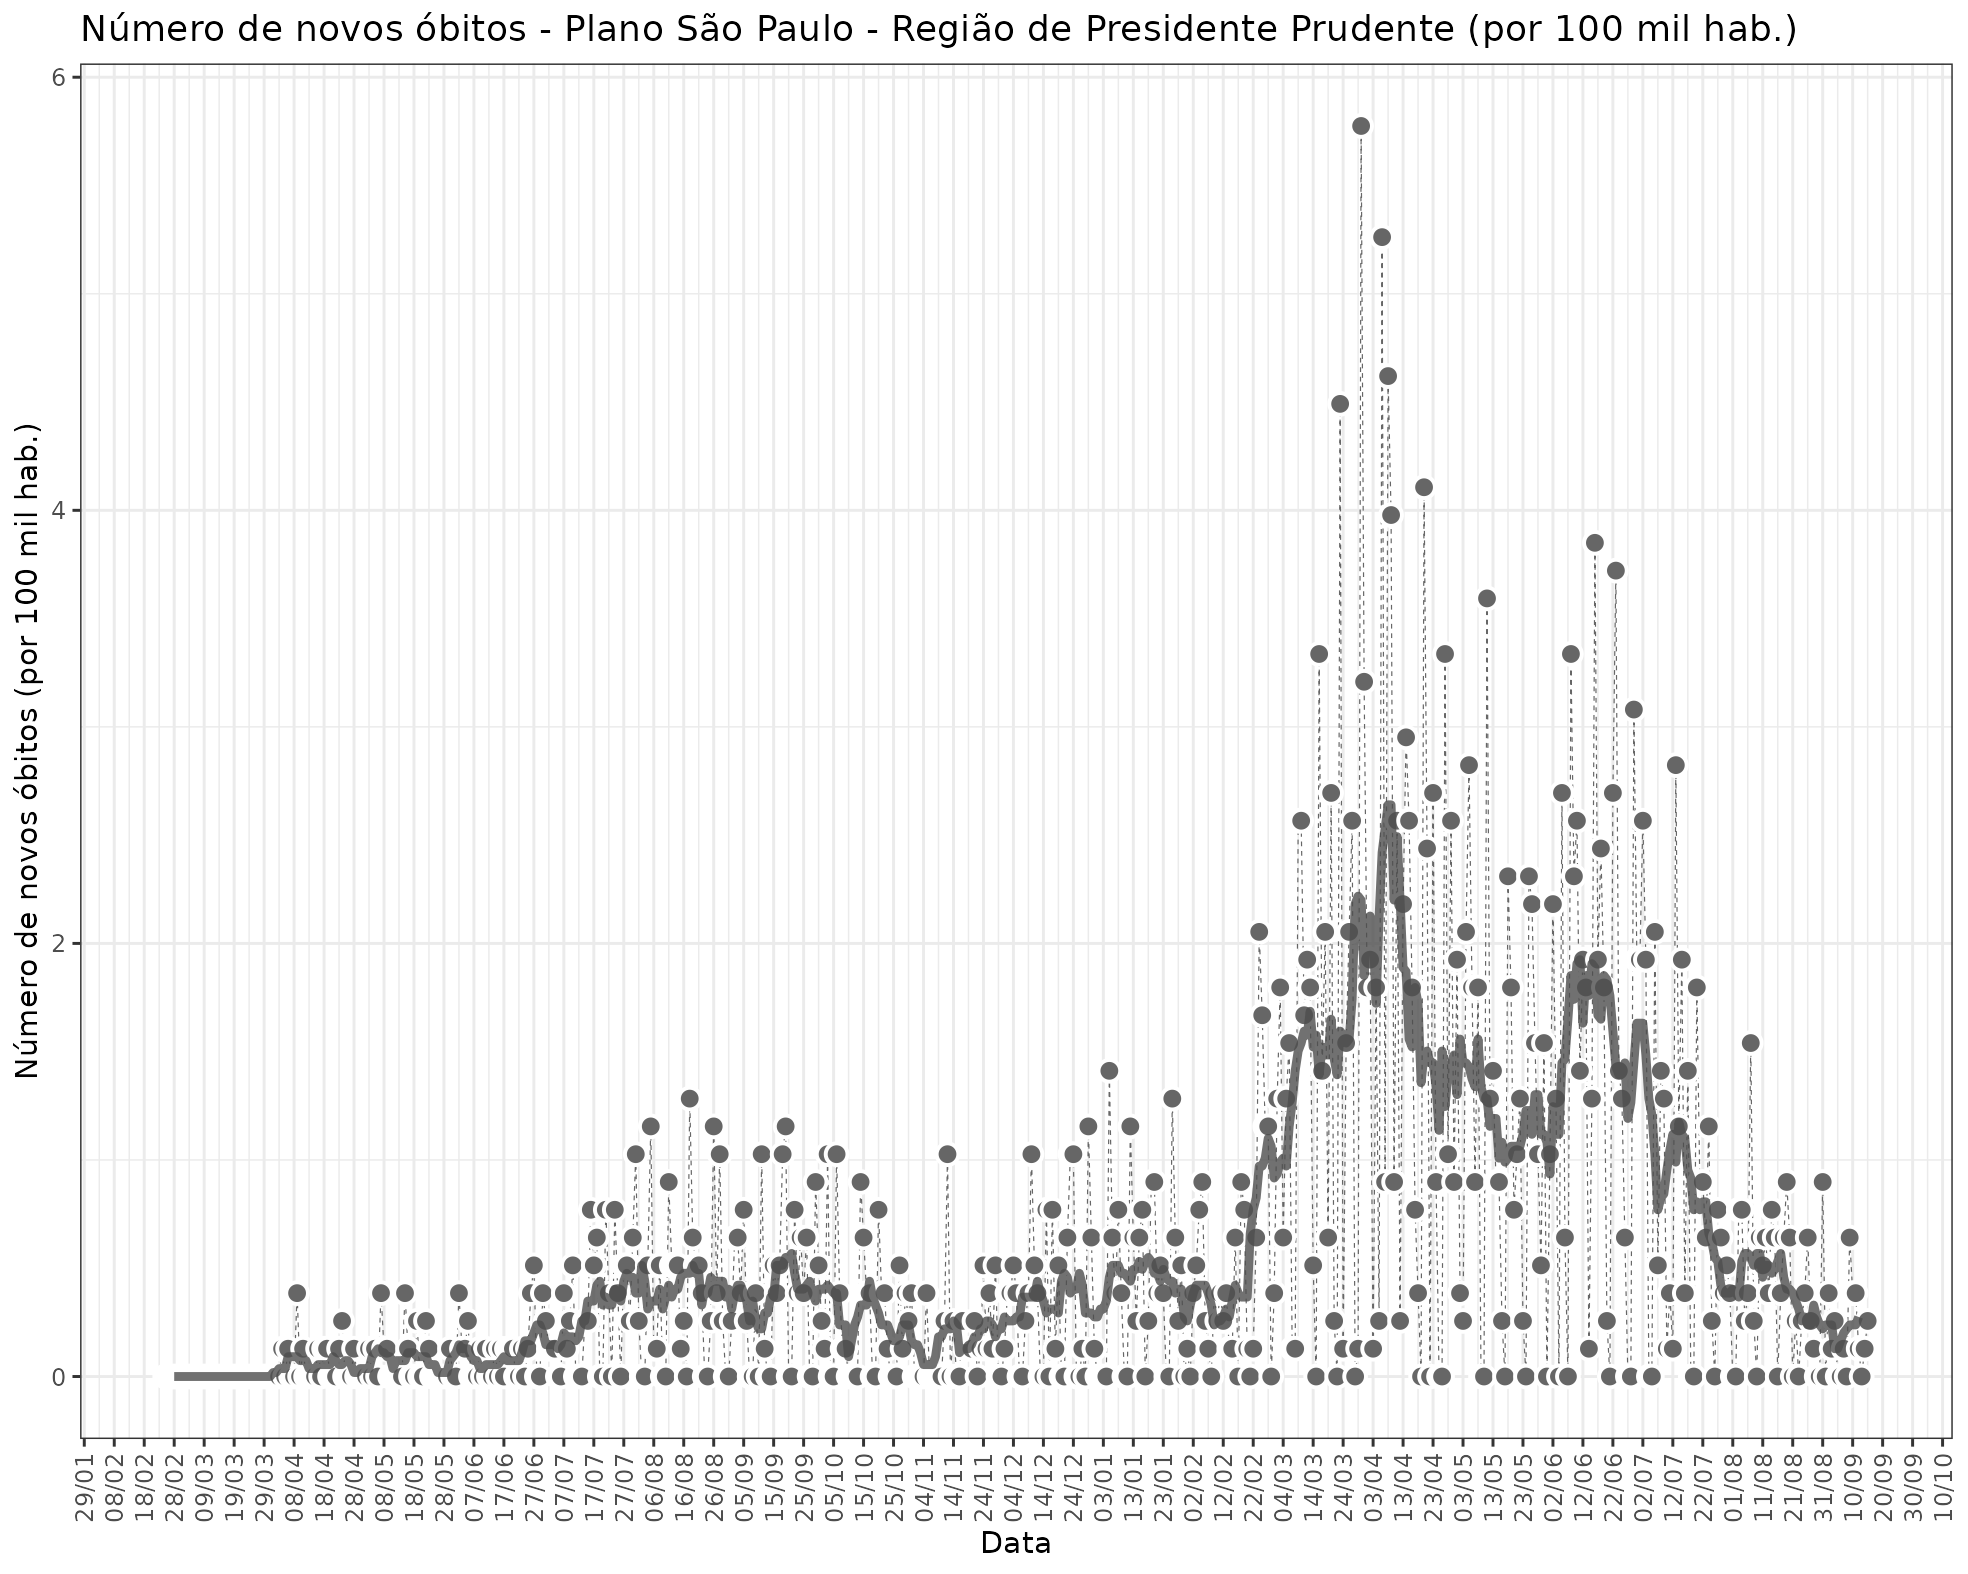 Número de novos óbitos - Plano São Paulo - Região de Presidente Prudente (por 100 mil hab.)
Número de novos óbitos (por 100 mil hab.)
6
4
2
0
29/01 08/02 18/02 28/02 09/03 19/03 29/03 08/04 18/04 28/04 08/05 18/05 28/05 07/06 17/06 27/06 07/07 17/07 27/07 06/08 16/08 26/08 05/09 15/09 25/09 05/10 15/10 25/10 04/11 14/11 24/11 04/12 14/12 24/12 03/01 13/01 23/01 02/02 12/02 22/02 04/03 14/03 24/03 03/04 13/04 23/04 03/05 13/05 23/05 02/06 12/06 22/06 02/07 12/07 22/07 01/08 11/08 21/08 31/08 10/09 20/09 30/09 10/10
Data